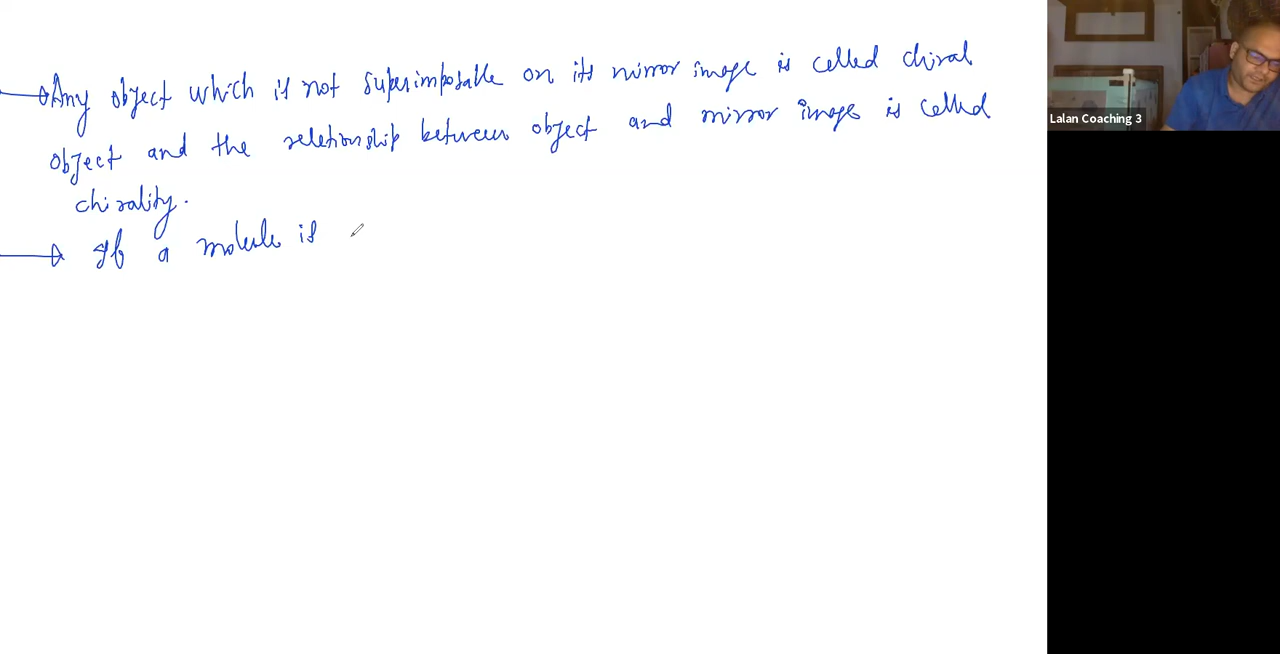 Any object which is not superimposable on its mirror image is called chiral
object and the reletionship between object and mirror image is called
chirality.
If a molecule is
Lalan Coaching 3